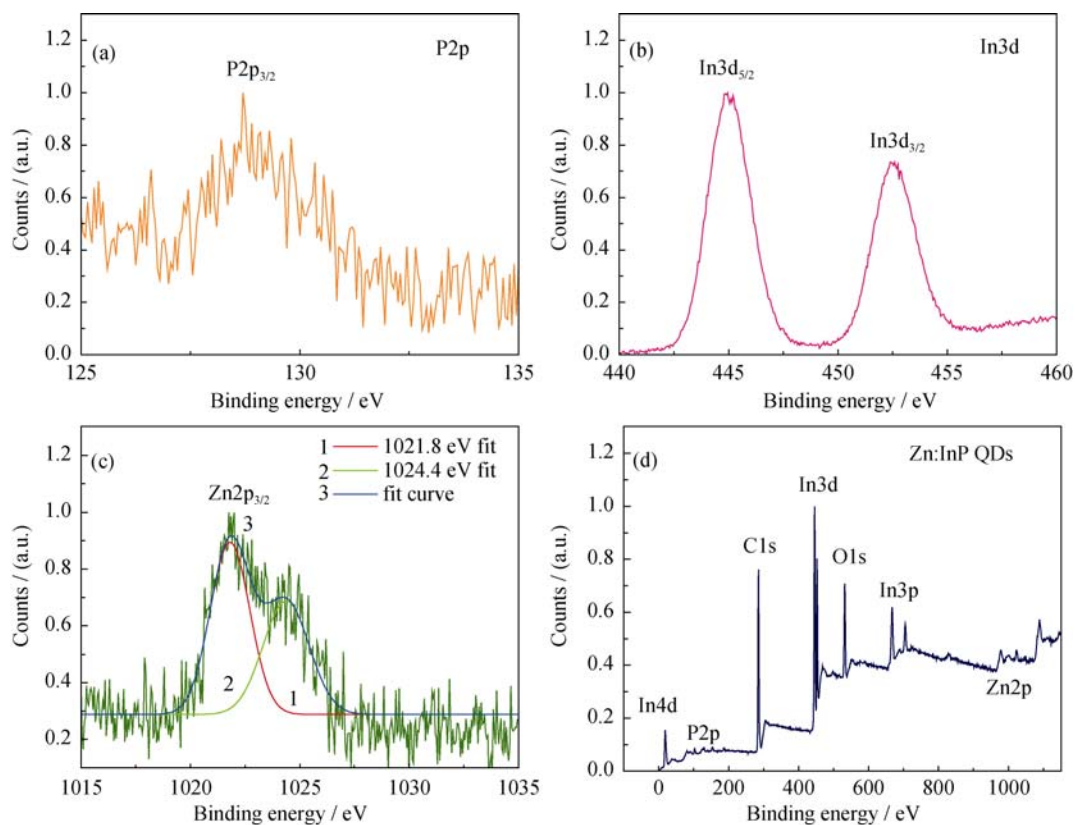 (a)
P2p
P2p3/2
Counts / (a.u.)
1.2
1.0
0.8
0.6
0.4
0.2
0.0
125 130 135
Binding energy / eV
(b)
In3d
In3d5/2
In3d3/2
Counts / (a.u.)
1.2
1.0
0.8
0.6
0.4
0.2
0.0
440 445 450 455 460
Binding energy / eV
(c)
1 1021.8 eV fit
2 1024.4 eV fit
3 fit curve
Zn2p3/2
3
2
1
Counts / (a.u.)
1.2
1.0
0.8
0.6
0.4
0.2
1015 1020 1025 1030 1035
Binding energy / eV
(d)
Zn:InP QDs
In3d
C1s
O1s
In3p
In4d
P2p
Zn2p
Counts / (a.u.)
1.2
1.0
0.8
0.6
0.4
0.2
0.0
0 200 400 600 800 1000
Binding energy / eV